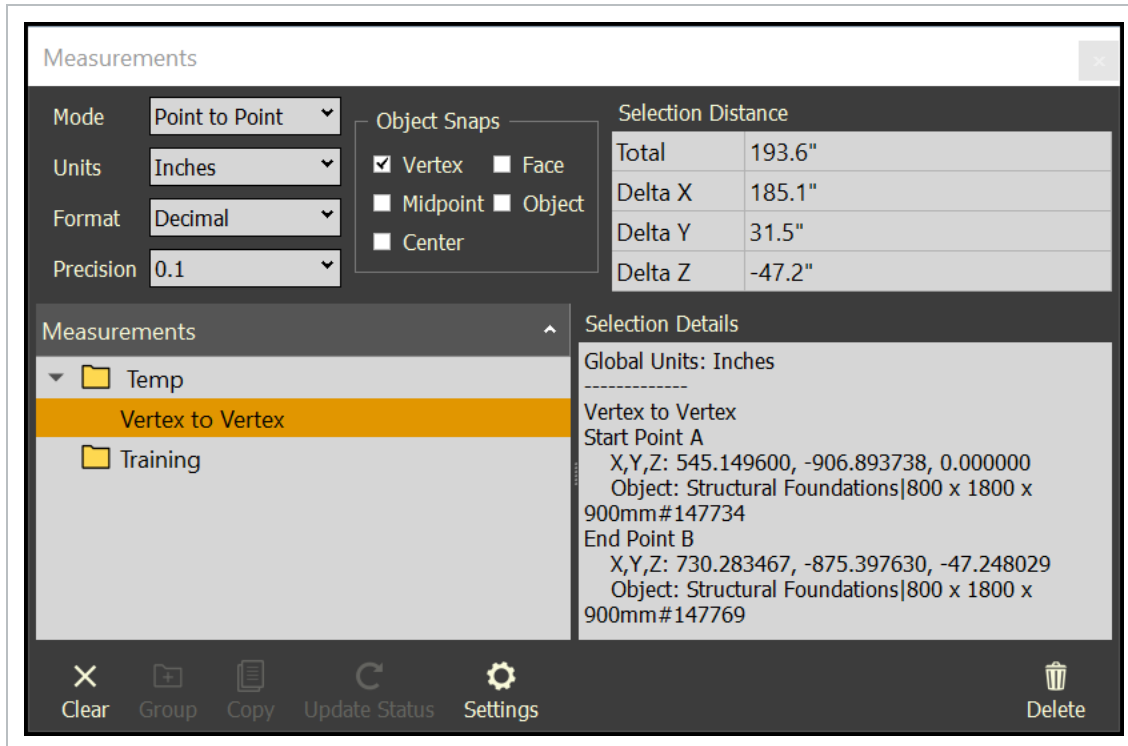 Measurements
Mode
Point to Point
Units
Inches
Format
Decimal
Precision
0.1
Object Snaps
Vertex
Face
Midpoint
Object
Center
Selection Distance
Total 193.6"
Delta X 185.1"
Delta Y 31.5"
Delta Z -47.2"
Measurements
Temp
Vertex to Vertex
Training
Selection Details
Global Units: Inches
-------------
Vertex to Vertex
Start Point A
X,Y,Z: 545.149600, -906.893738, 0.000000
Object: Structural Foundations|800 x 1800 x
900mm#147734
End Point B
X,Y,Z: 730.283467, -875.397630, -47.248029
Object: Structural Foundations|800 x 1800 x
900mm#147769
Clear
Group
Copy
Update Status
Settings
Delete